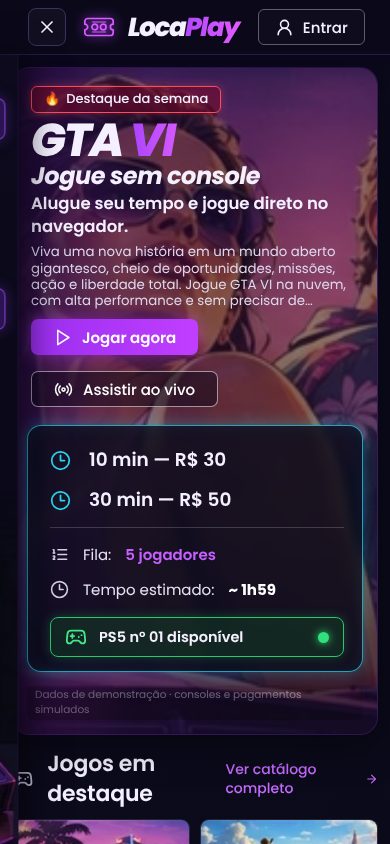 LocaPlay
Entrar
🔥 Destaque da semana
GTA VI
Jogue sem console
Alugue seu tempo e jogue direto no
navegador.
Viva uma nova história em um mundo aberto
gigantesco, cheio de oportunidades, missões,
ação e liberdade total. Jogue GTA VI na nuvem,
com alta performance e sem precisar de…
Jogar agora
Assistir ao vivo
10 min — R$ 30
30 min — R$ 50
Fila: 5 jogadores
Tempo estimado: ~ 1h59
PS5 nº 01 disponível
Dados de demonstração · consoles e pagamentos
simulados
Jogos em
destaque
Ver catálogo
completo →